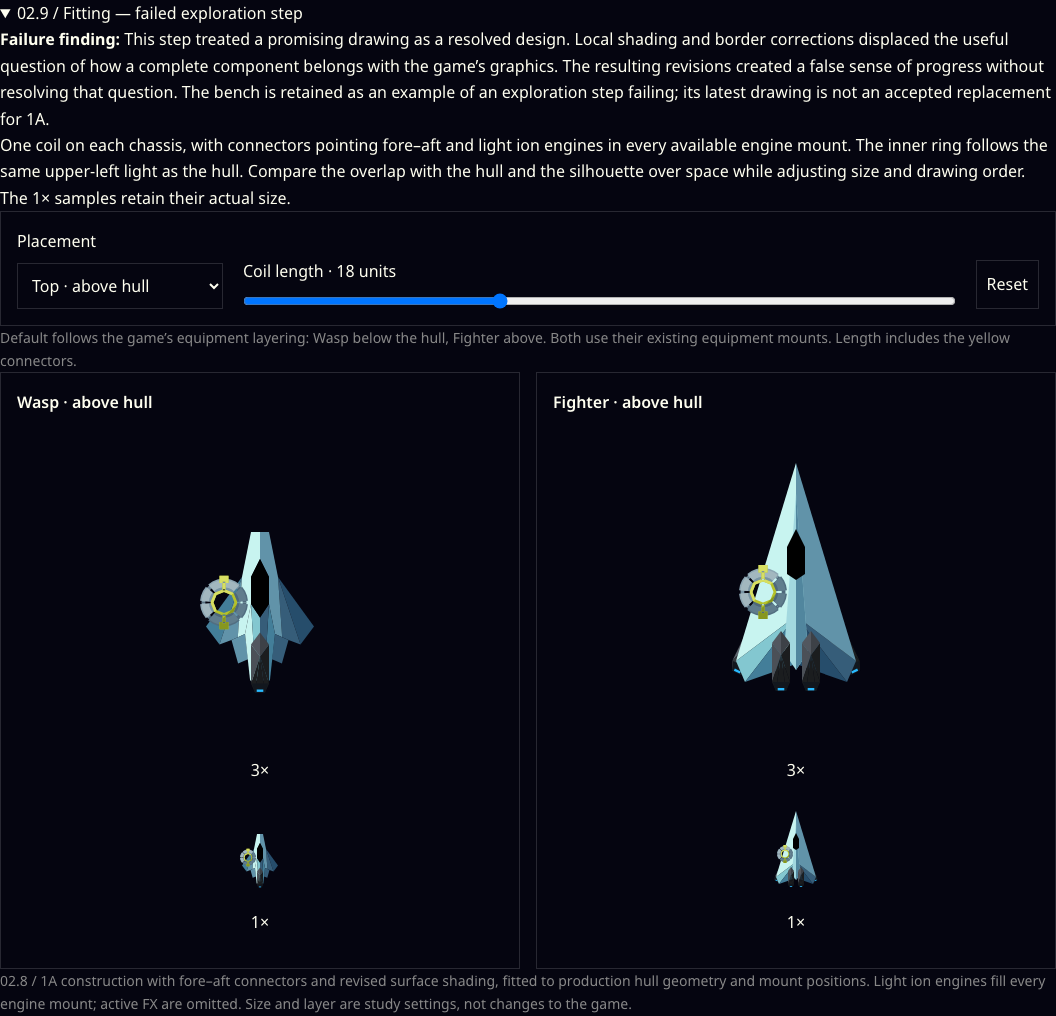 ▼ 02.9 / Fitting — failed exploration step
Failure finding: This step treated a promising drawing as a resolved design. Local shading and border corrections displaced the useful
question of how a complete component belongs with the game’s graphics. The resulting revisions created a false sense of progress without
resolving that question. The bench is retained as an example of an exploration step failing; its latest drawing is not an accepted replacement
for 1A.
One coil on each chassis, with connectors pointing fore–aft and light ion engines in every available engine mount. The inner ring follows the
same upper-left light as the hull. Compare the overlap with the hull and the silhouette over space while adjusting size and drawing order.
The 1× samples retain their actual size.
Placement
Top · above hull
Coil length · 18 units
Reset
Default follows the game’s equipment layering: Wasp below the hull, Fighter above. Both use their existing equipment mounts. Length includes the yellow
connectors.
Wasp · above hull
3×
1×
Fighter · above hull
3×
1×
02.8 / 1A construction with fore–aft connectors and revised surface shading, fitted to production hull geometry and mount positions. Light ion engines fill every
engine mount; active FX are omitted. Size and layer are study settings, not changes to the game.